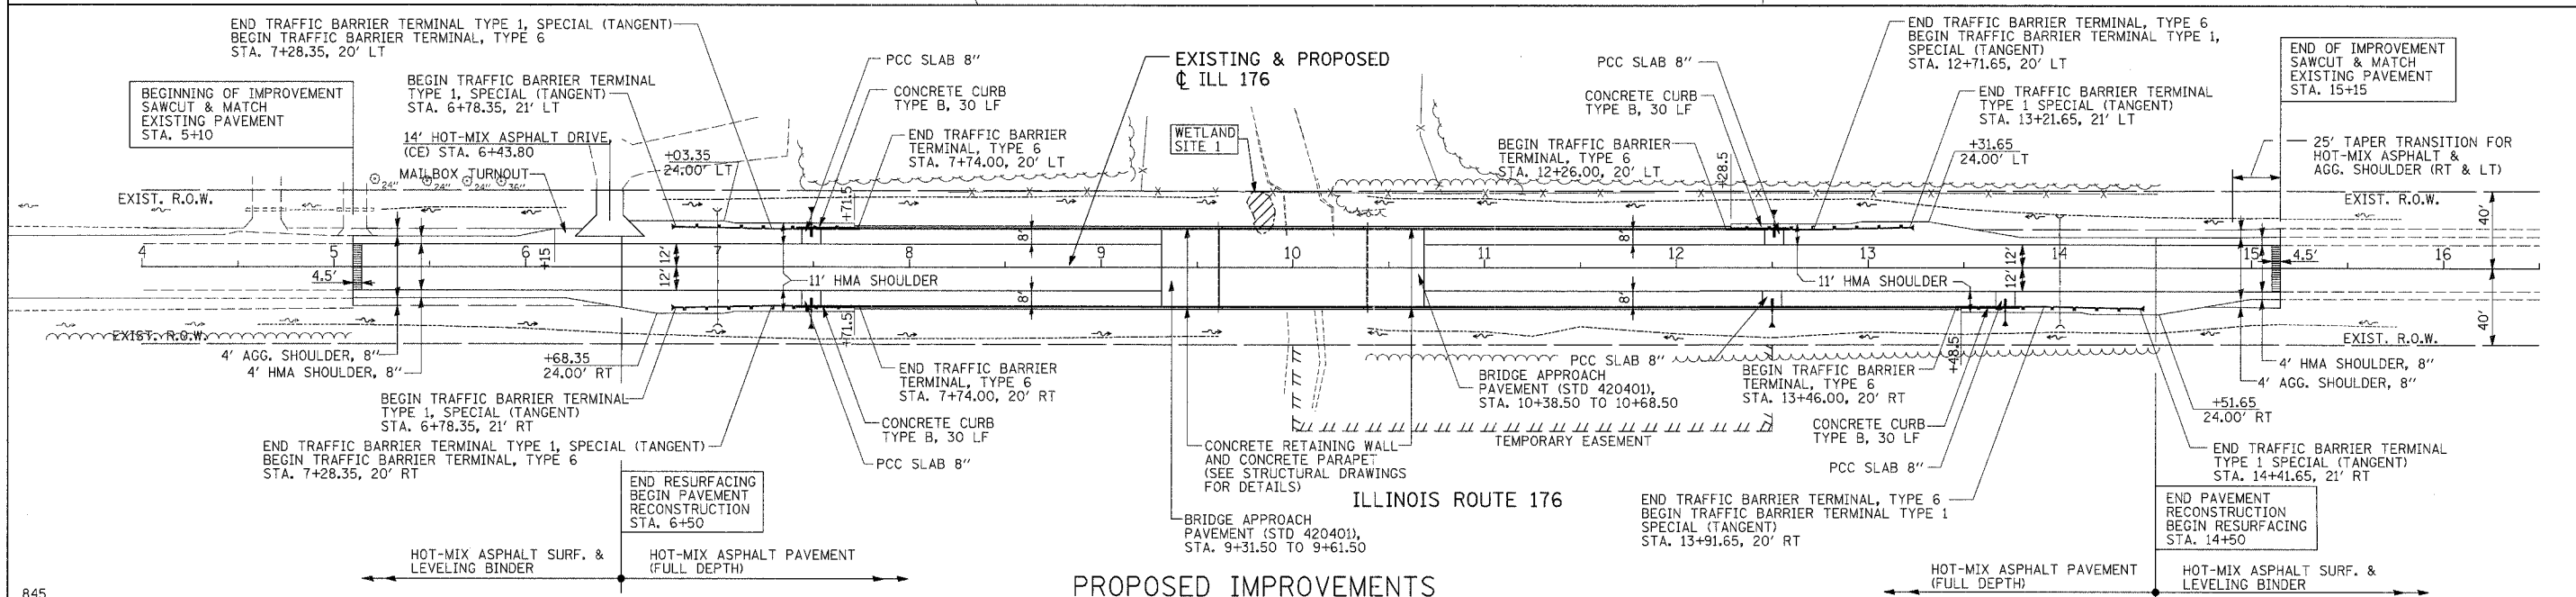 END TRAFFIC BARRIER TERMINAL TYPE 1, SPECIAL (TANGENT)
BEGIN TRAFFIC BARRIER TERMINAL, TYPE 6
STA. 7+28.35, 20' LT
BEGINNING OF IMPROVEMENT
SAWCUT & MATCH
EXISTING PAVEMENT
STA. 5+10
BEGIN TRAFFIC BARRIER TERMINAL
TYPE 1, SPECIAL (TANGENT)
STA. 6+78.35, 21' LT
14' HOT-MIX ASPHALT DRIVE,
(CE) STA. 6+43.80
MAILBOX TURNOUT
24"
24"
24"
36"
+03.35
24.00' LT
PCC SLAB 8"
CONCRETE CURB
TYPE B, 30 LF
END TRAFFIC BARRIER
TERMINAL, TYPE 6
STA. 7+74.00, 20' LT
+71.5
EXISTING & PROPOSED
℄ ILL 176
WETLAND
SITE 1
PCC SLAB 8"
CONCRETE CURB
TYPE B, 30 LF
BEGIN TRAFFIC BARRIER
TERMINAL, TYPE 6
STA. 12+26.00, 20' LT
+28.5
END TRAFFIC BARRIER TERMINAL, TYPE 6
BEGIN TRAFFIC BARRIER TERMINAL TYPE 1,
SPECIAL (TANGENT)
STA. 12+71.65, 20' LT
END TRAFFIC BARRIER TERMINAL
TYPE 1 SPECIAL (TANGENT)
STA. 13+21.65, 21' LT
+31.65
24.00' LT
END OF IMPROVEMENT
SAWCUT & MATCH
EXISTING PAVEMENT
STA. 15+15
25' TAPER TRANSITION FOR
HOT-MIX ASPHALT &
AGG. SHOULDER (RT & LT)
EXIST. R.O.W.
EXIST. R.O.W.
40'
40'
4 5 6 7 8 9 10 11 12 13 14 15 16
+15
4.5'
12'
12'
8'
8'
11' HMA SHOULDER
8'
8'
11' HMA SHOULDER
12'
12'
4.5'
EXIST. R.O.W.
EXIST. R.O.W.
4' AGG. SHOULDER, 8"
4' HMA SHOULDER, 8"
+68.35
24.00' RT
+71.5
BEGIN TRAFFIC BARRIER TERMINAL
TYPE 1, SPECIAL (TANGENT)
STA. 6+78.35, 21' RT
END TRAFFIC BARRIER TERMINAL TYPE 1, SPECIAL (TANGENT)
BEGIN TRAFFIC BARRIER TERMINAL, TYPE 6
STA. 7+28.35, 20' RT
END TRAFFIC BARRIER
TERMINAL, TYPE 6
STA. 7+74.00, 20' RT
CONCRETE CURB
TYPE B, 30 LF
PCC SLAB 8"
END RESURFACING
BEGIN PAVEMENT
RECONSTRUCTION
STA. 6+50
CONCRETE RETAINING WALL
AND CONCRETE PARAPET
(SEE STRUCTURAL DRAWINGS
FOR DETAILS)
BRIDGE APPROACH
PAVEMENT (STD 420401),
STA. 9+31.50 TO 9+61.50
TEMPORARY EASEMENT
ILLINOIS ROUTE 176
PCC SLAB 8"
BRIDGE APPROACH
PAVEMENT (STD 420401),
STA. 10+38.50 TO 10+68.50
BEGIN TRAFFIC BARRIER
TERMINAL, TYPE 6
STA. 13+46.00, 20' RT
+48.5
CONCRETE CURB
TYPE B, 30 LF
PCC SLAB 8"
END TRAFFIC BARRIER TERMINAL, TYPE 6
BEGIN TRAFFIC BARRIER TERMINAL TYPE 1
SPECIAL (TANGENT)
STA. 13+91.65, 20' RT
4' HMA SHOULDER, 8"
4' AGG. SHOULDER, 8"
+51.65
24.00' RT
END TRAFFIC BARRIER TERMINAL
TYPE 1 SPECIAL (TANGENT)
STA. 14+41.65, 21' RT
END PAVEMENT
RECONSTRUCTION
BEGIN RESURFACING
STA. 14+50
HOT-MIX ASPHALT SURF. &
LEVELING BINDER
HOT-MIX ASPHALT PAVEMENT
(FULL DEPTH)
PROPOSED IMPROVEMENTS
HOT-MIX ASPHALT PAVEMENT
(FULL DEPTH)
HOT-MIX ASPHALT SURF. &
LEVELING BINDER
845